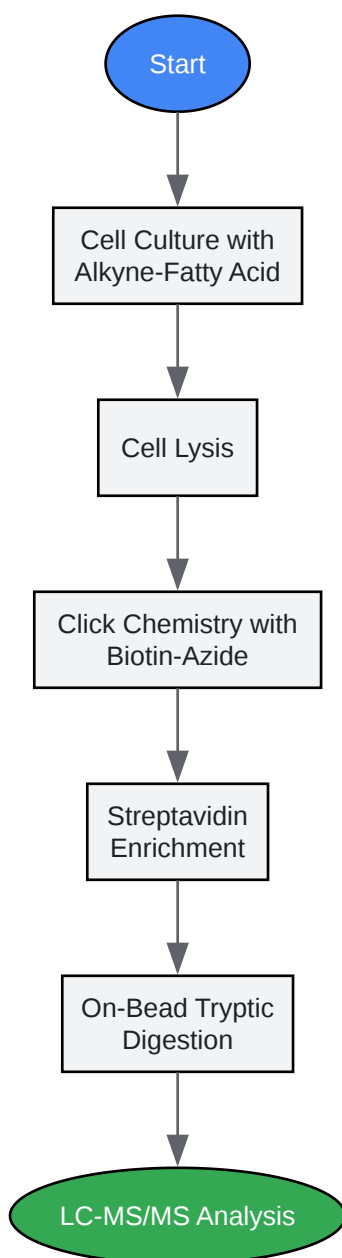 Start
Cell Culture with
Alkyne-Fatty Acid
Cell Lysis
Click Chemistry with
Biotin-Azide
Streptavidin
Enrichment
On-Bead Tryptic
Digestion
LC-MS/MS Analysis